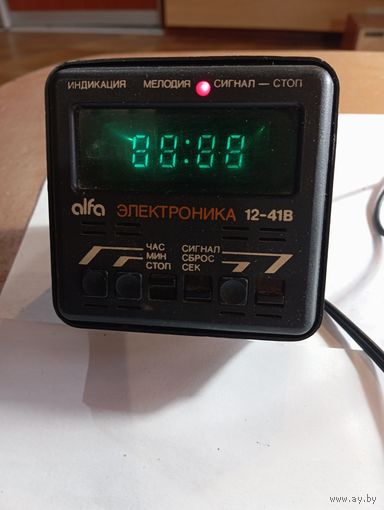 ИНДИКАЦИЯ МЕЛОДИЯ СИГНАЛ — СТОП
88:88
alfa ЭЛЕКТРОНИКА 12-41В
ЧАС СИГНАЛ
МИН СБРОС
СТОП СЕК
www.ay.by